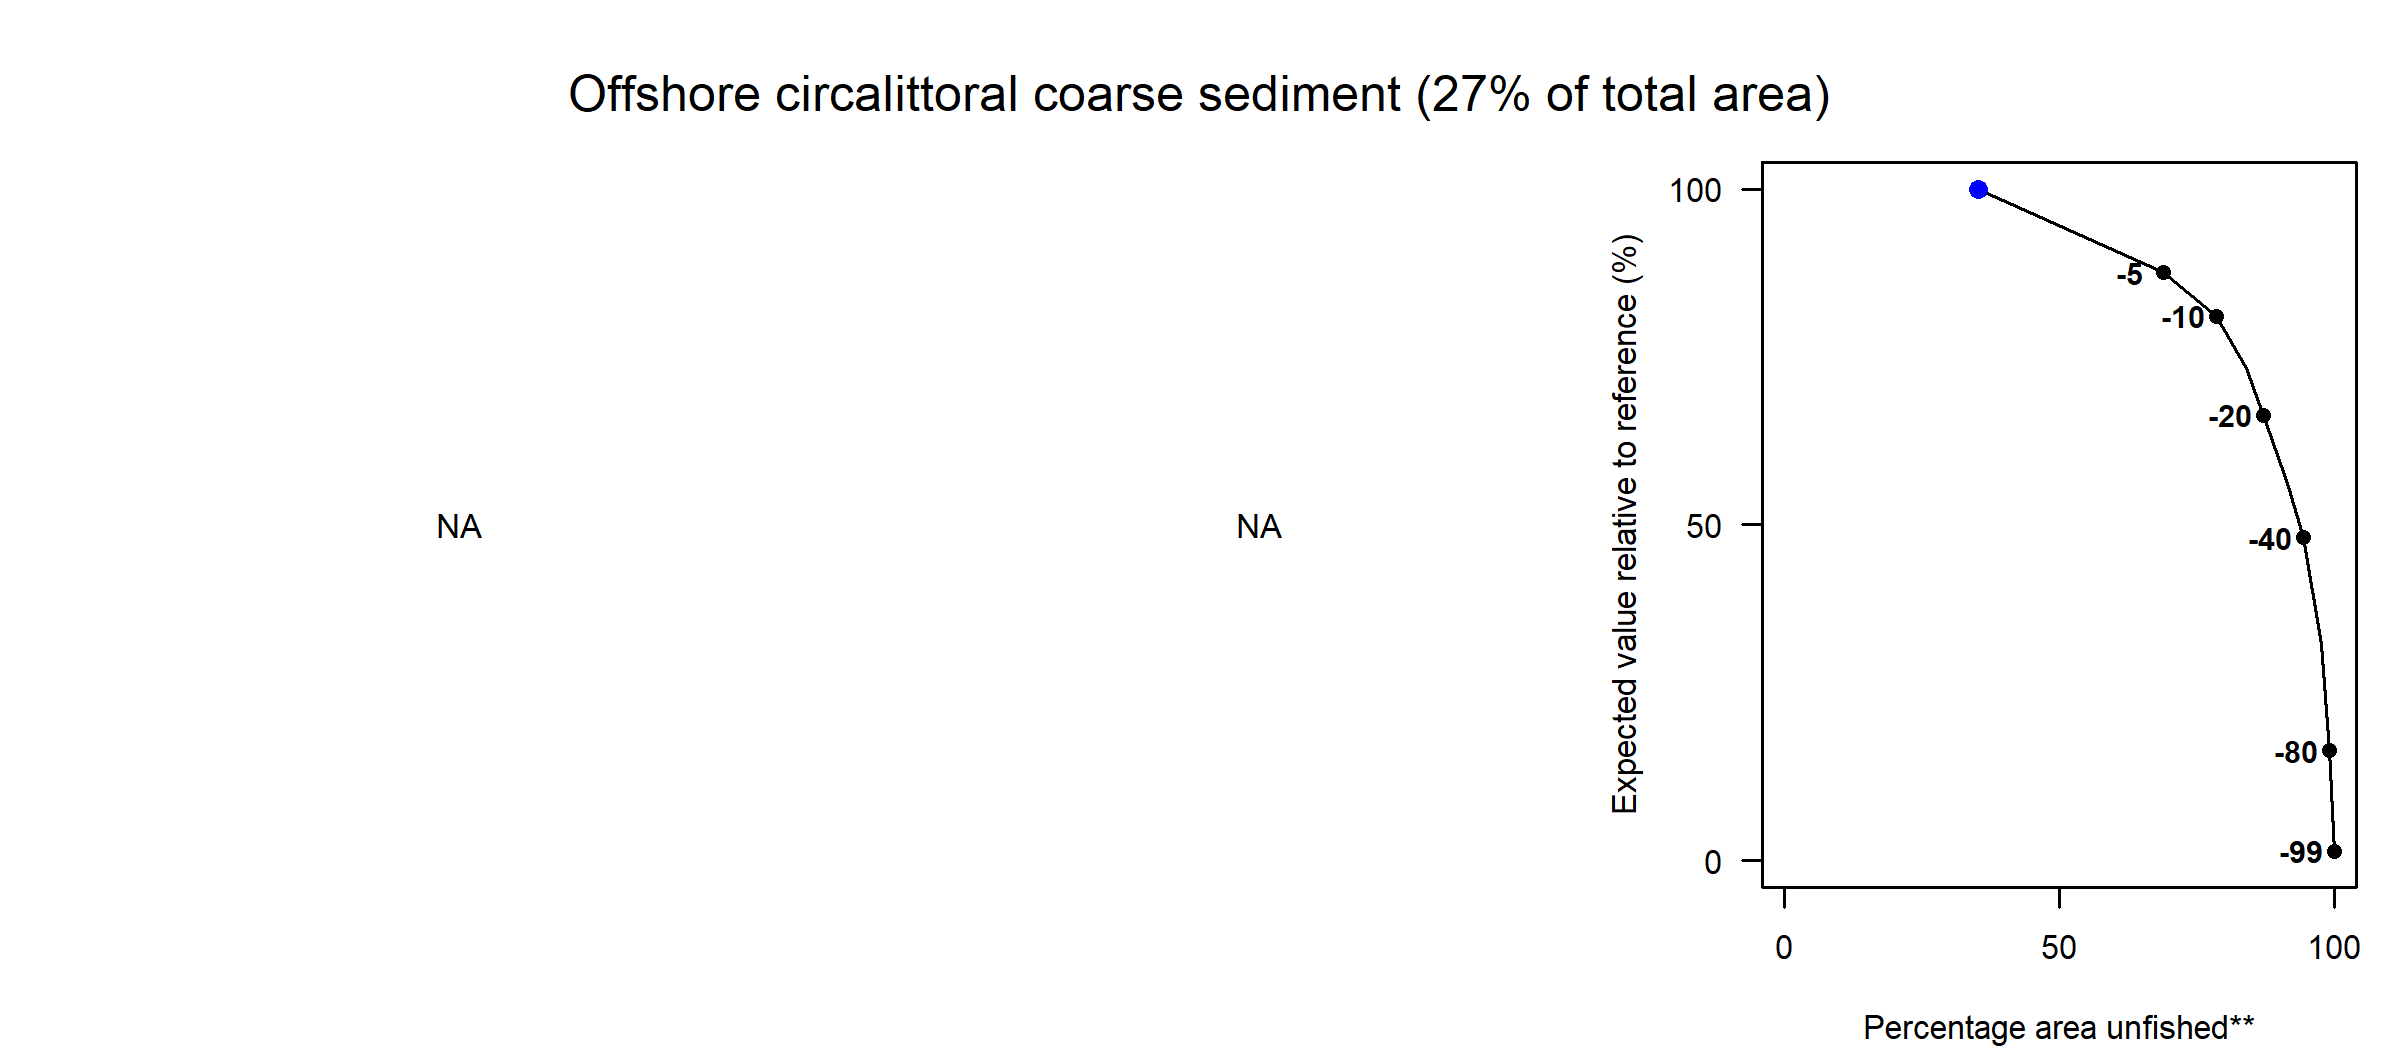 Offshore circalittoral coarse sediment (27% of total area)
NA
NA
Expected value relative to reference (%)
100
50
0
-5
-10
-20
-40
-80
-99
0
50
100
Percentage area unfished**